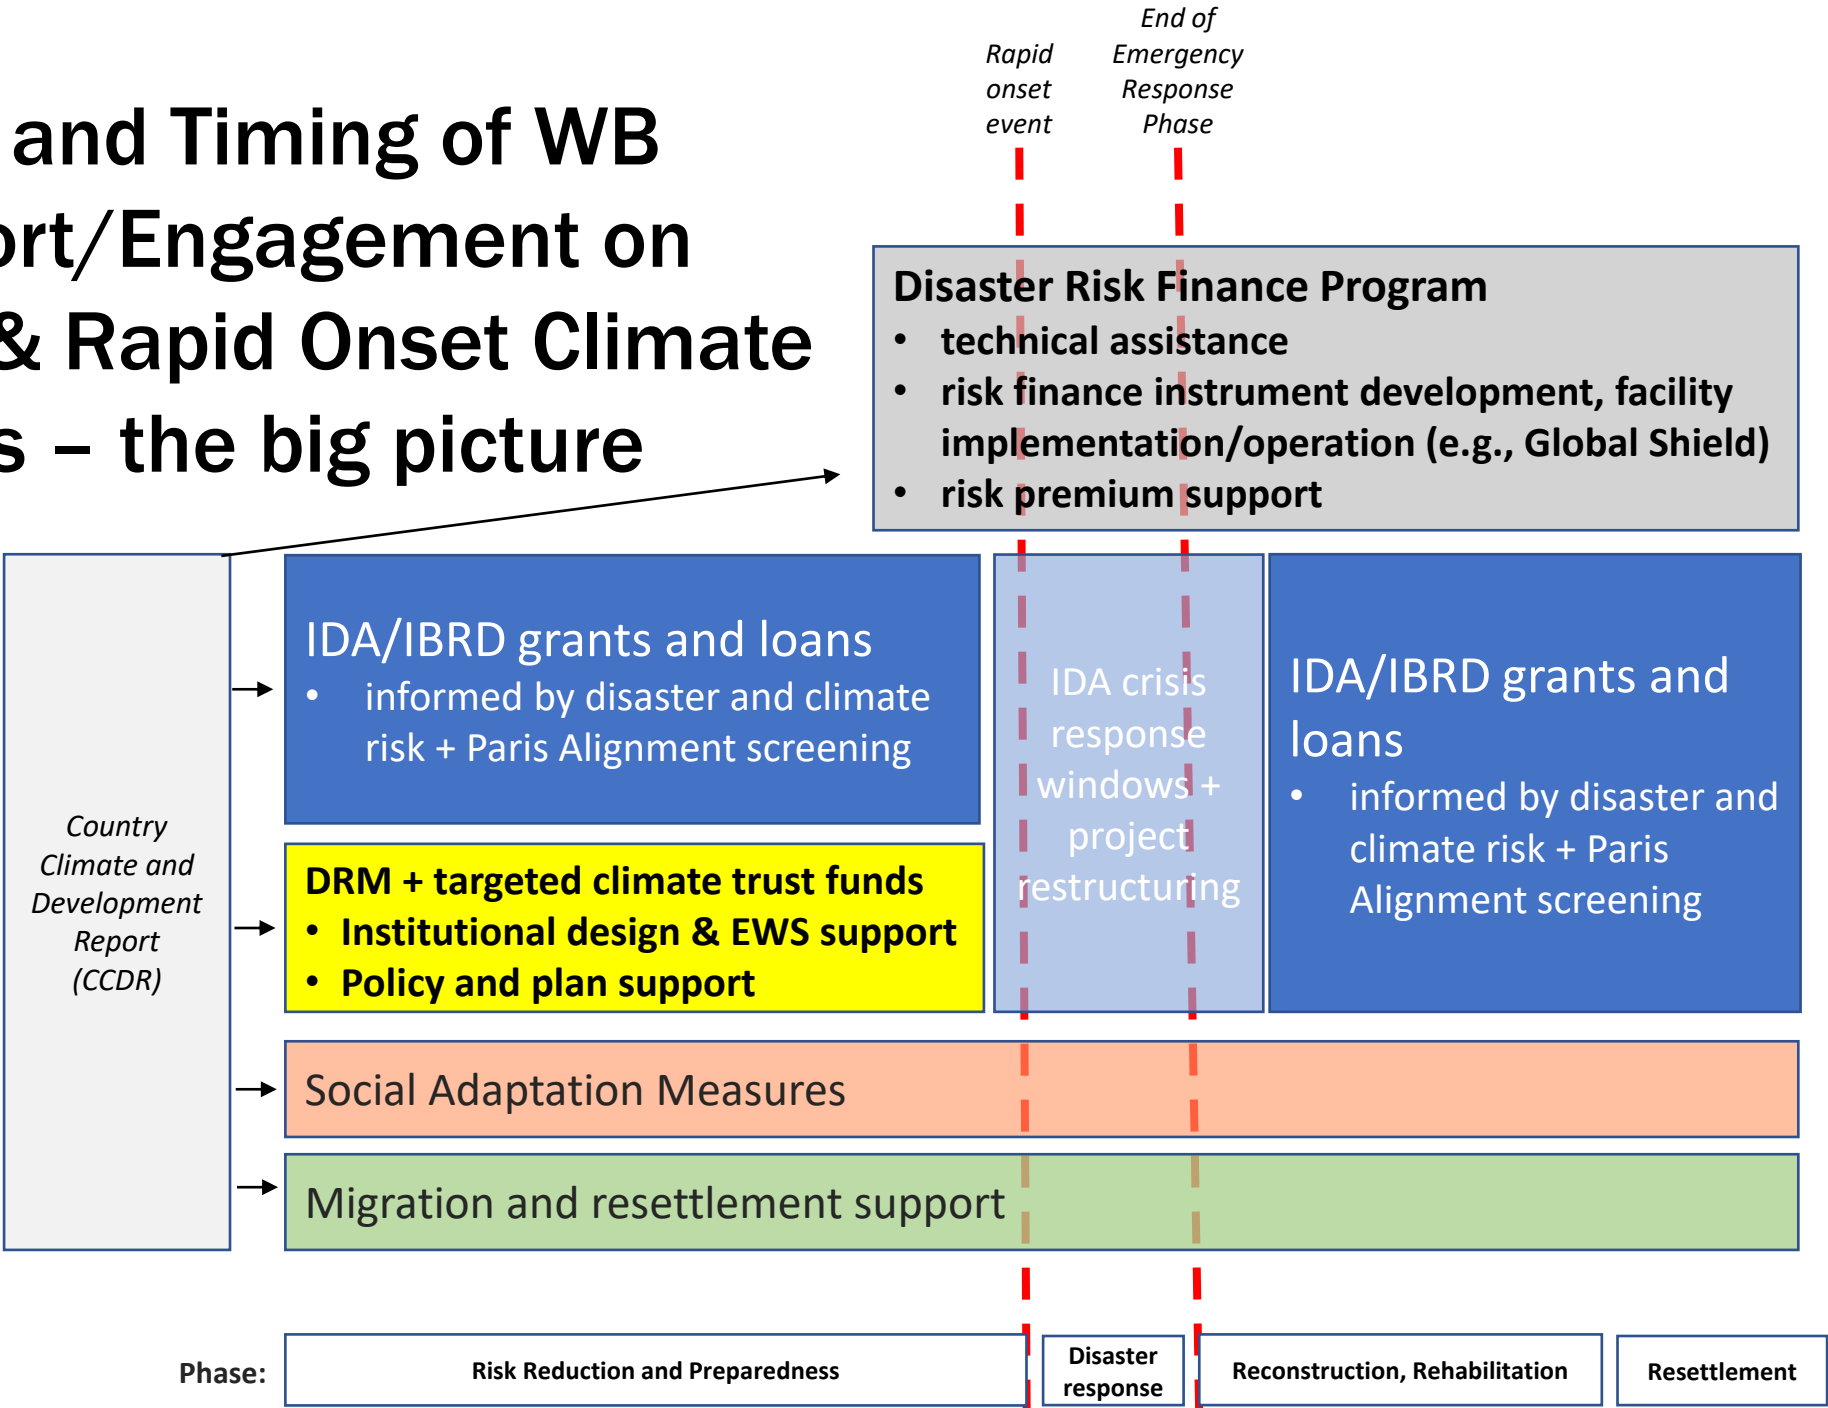 Rapid
onset
event
End of
Emergency
Response
Phase
and Timing of WB
ort/Engagement on
& Rapid Onset Climate
s – the big picture
Disaster Risk Finance Program
• technical assistance
• risk finance instrument development, facility
implementation/operation (e.g., Global Shield)
• risk premium support
Country
Climate and
Development
Report
(CCDR)
IDA/IBRD grants and loans
• informed by disaster and climate
risk + Paris Alignment screening
DRM + targeted climate trust funds
• Institutional design & EWS support
• Policy and plan support
IDA crisis
response
windows +
project
restructuring
IDA/IBRD grants and
loans
• informed by disaster and
climate risk + Paris
Alignment screening
Social Adaptation Measures
Migration and resettlement support
Phase:
Risk Reduction and Preparedness
Disaster
response
Reconstruction, Rehabilitation
Resettlement